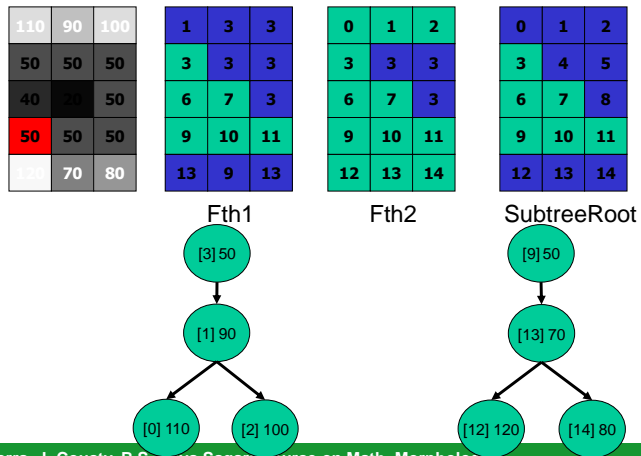 110 90 100 1 3 3 0 1 2 0 1 2
50 50 50 3 3 3 3 3 3 3 4 5
40 20 50 6 7 3 6 7 3 6 7 8
50 50 50 9 10 11 9 10 11 9 10 11
120 70 80 13 9 13 12 13 14 12 13 14
Fth1 Fth2 SubtreeRoot
[3] 50 [9] 50
[1] 90 [13] 70
[0] 110 [2] 100 [12] 120 [14] 80
J. Cousty, B.S on Math.